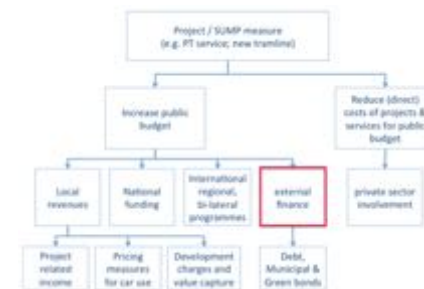 Project / SUMP measure
(e.g. PT service; new tramline)
Increase public
budget
Reduce (direct)
costs of projects &
services for public
budget
Local
revenues
National
funding
International
regional,
bi-lateral
programmes
external
finance
private sector
involvement
Project
related
income
Pricing
measures
for car use
Development
charges and
value capture
Debt,
Municipal &
Green bonds